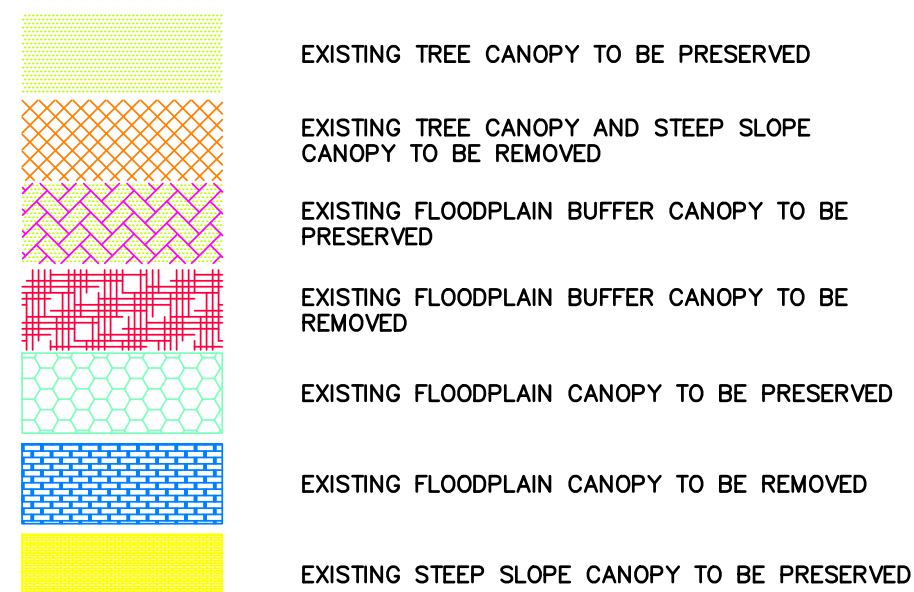 EXISTING TREE CANOPY TO BE PRESERVED
EXISTING TREE CANOPY AND STEEP SLOPE
CANOPY TO BE REMOVED
EXISTING FLOODPLAIN BUFFER CANOPY TO BE
PRESERVED
EXISTING FLOODPLAIN BUFFER CANOPY TO BE
REMOVED
EXISTING FLOODPLAIN CANOPY TO BE PRESERVED
EXISTING FLOODPLAIN CANOPY TO BE REMOVED
EXISTING STEEP SLOPE CANOPY TO BE PRESERVED